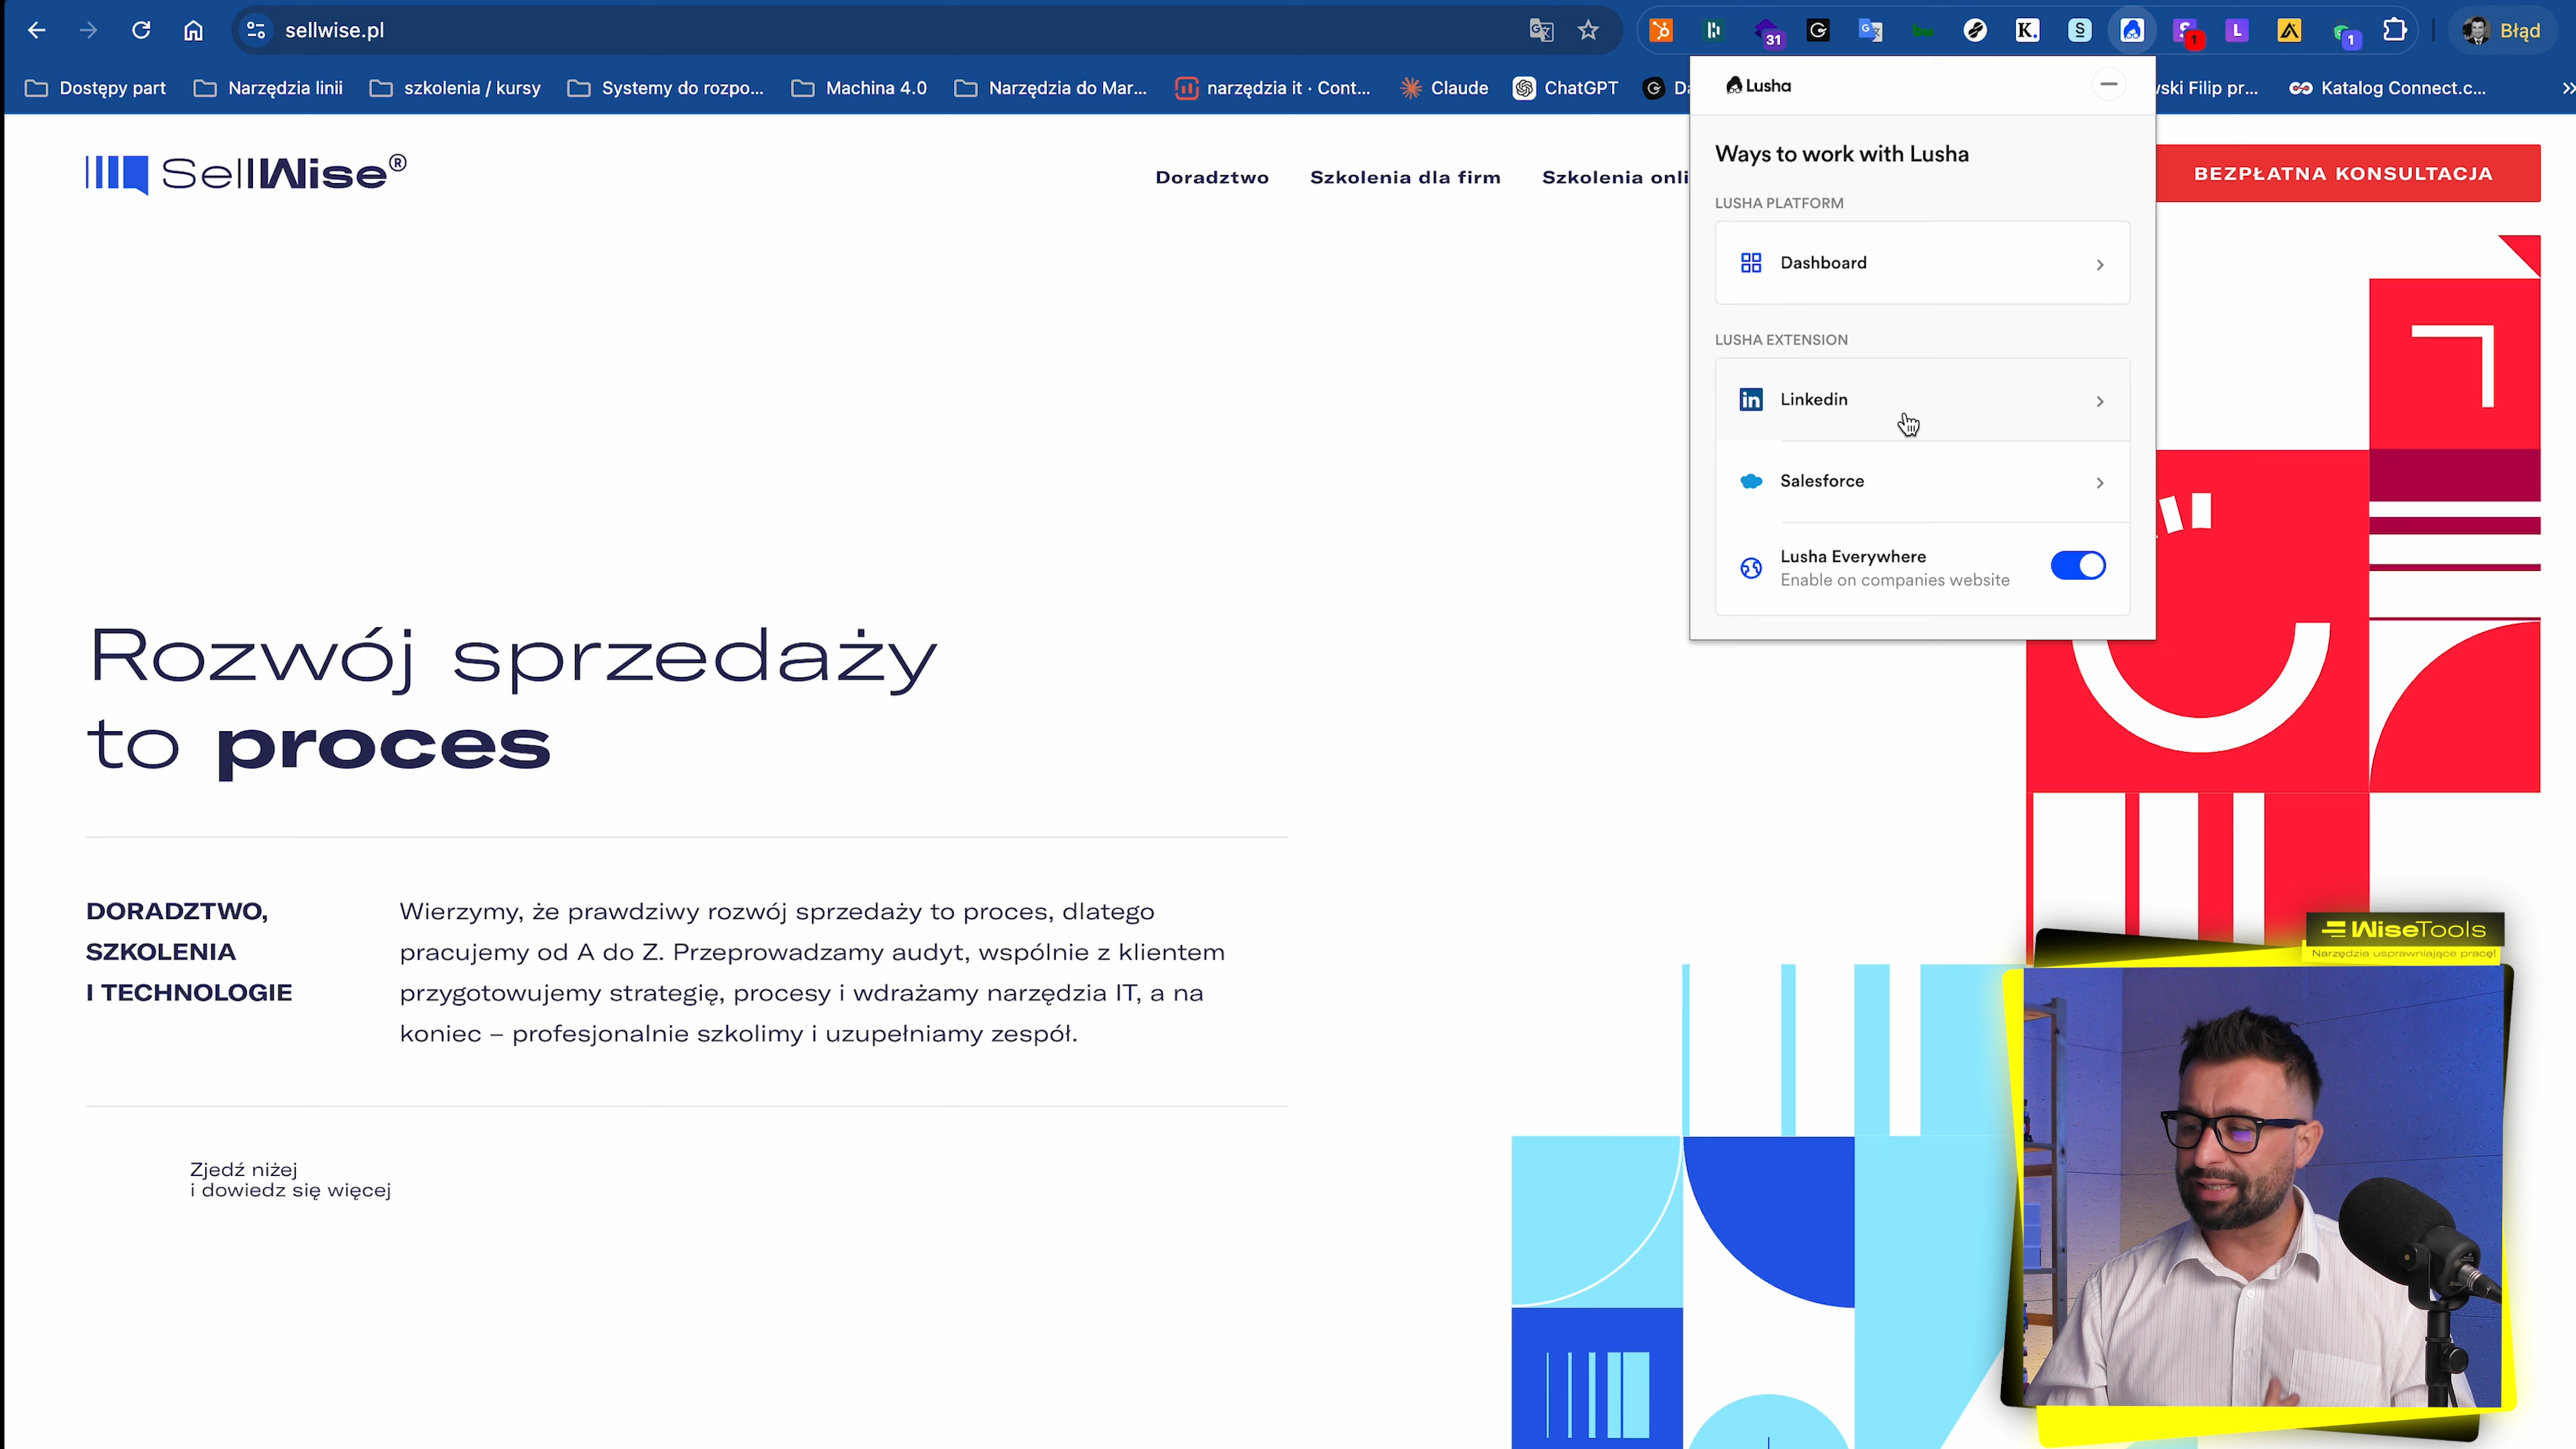 sellwise.pl
31
K.
S
1
L
1
Błąd
Dostępy part
Narzędzia linii
szkolenia / kursy
Systemy do rozpo...
Machina 4.0
Narzędzia do Mar...
narzędzia it · Cont...
Claude
ChatGPT
ski Filip pr...
Katalog Connect.c...
SellWise®
Doradztwo
Szkolenia dla firm
Szkolenia onli
BEZPŁATNA KONSULTACJA
Lusha
Ways to work with Lusha
LUSHA PLATFORM
Dashboard
LUSHA EXTENSION
Linkedin
Salesforce
Lusha Everywhere
Enable on companies website
Rozwój sprzedaży
to proces
DORADZTWO,
SZKOLENIA
I TECHNOLOGIE
Wierzymy, że prawdziwy rozwój sprzedaży to proces, dlatego
pracujemy od A do Z. Przeprowadzamy audyt, wspólnie z klientem
przygotowujemy strategię, procesy i wdrażamy narzędzia IT, a na
koniec – profesjonalnie szkolimy i uzupełniamy zespół.
Zjedź niżej
i dowiedz się więcej
WiseTools
Narzędzia usprawniające pracę!